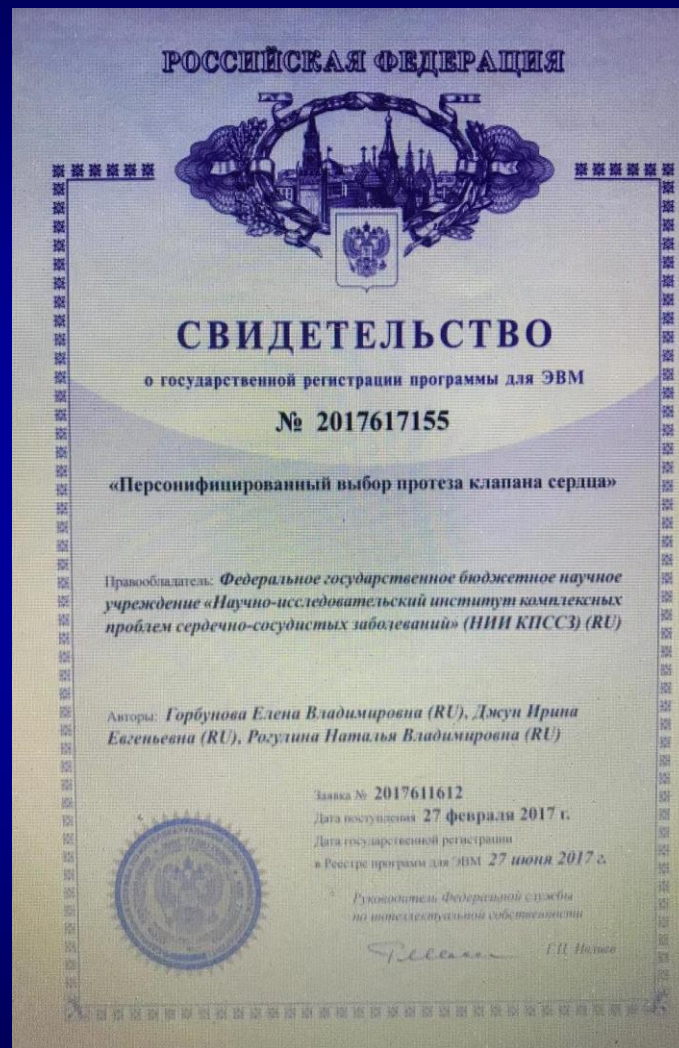 РОССИЙСКАЯ ФЕДЕРАЦИЯ
СВИДЕТЕЛЬСТВО
о государственной регистрации программы для ЭВМ
№ 2017617155
«Персонифицированный выбор протеза клапана сердца»
Правообладатель: Федеральное государственное бюджетное научное
учреждение «Научно-исследовательский институт комплексных
проблем сердечно-сосудистых заболеваний» (НИИ КПССЗ) (RU)
Авторы: Горбунова Елена Владимировна (RU), Джун Ирина
Евгеньевна (RU), Рогулина Наталья Владимировна (RU)
Заявка № 2017611612
Дата поступления 27 февраля 2017 г.
Дата государственной регистрации
в Реестре программ для ЭВМ 27 июня 2017 г.
Руководитель Федеральной службы
по интеллектуальной собственности
Г.П. Ивлиев